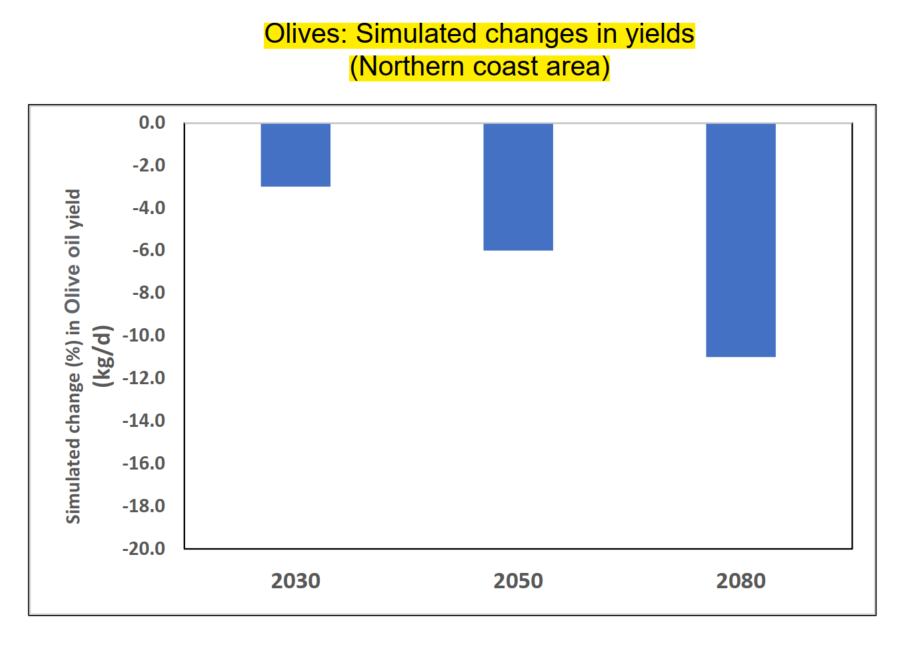 Olives: Simulated changes in yields
(Northern coast area)
Simulated change (%) in Olive oil yield
(kg/d)
0.0
-2.0
-4.0
-6.0
-8.0
-10.0
-12.0
-14.0
-16.0
-18.0
-20.0
2030 2050 2080